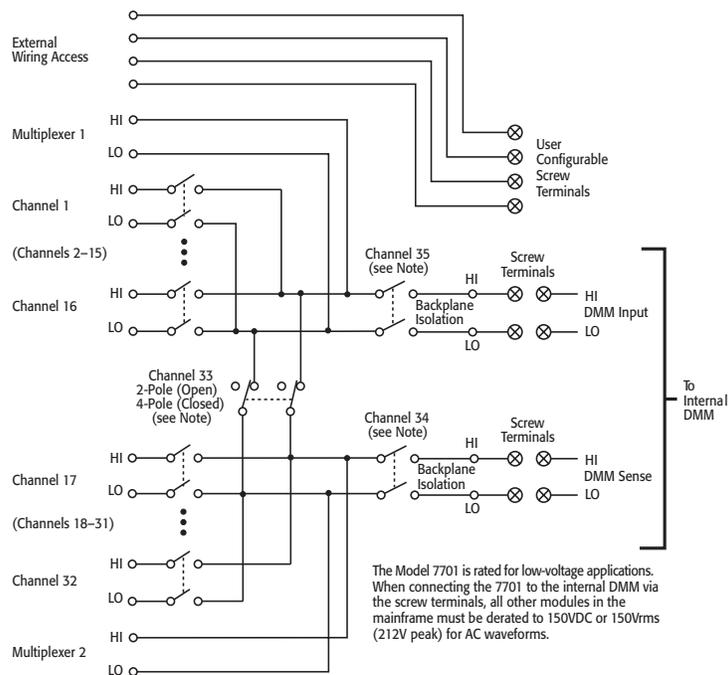 External
Wiring Access
Multiplexer 1
HI
LO
User
Configurable
Screw
Terminals
Channel 1
HI
LO
(Channels 2–15)
Channel 16
HI
LO
Channel 35
(see Note)
Backplane
Isolation
HI
LO
Screw
Terminals
HI
DMM Input
LO
Channel 33
2-Pole (Open)
4-Pole (Closed)
(see Note)
To
Internal
DMM
Channel 17
HI
LO
Channel 34
(see Note)
Backplane
Isolation
HI
LO
Screw
Terminals
HI
DMM Sense
LO
(Channels 18–31)
Channel 32
HI
LO
Multiplexer 2
HI
LO
The Model 7701 is rated for low-voltage applications.
When connecting the 7701 to the internal DMM via
the screw terminals, all other modules in the
mainframe must be derated to 150VDC or 150Vrms
(212V peak) for AC waveforms.